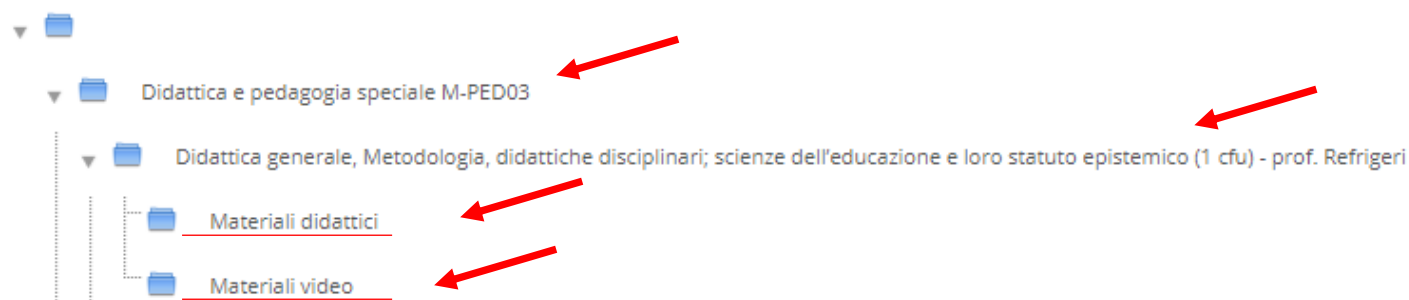 Didattica e pedagogia speciale M-PED03
Didattica generale, Metodologia, didattiche disciplinari; scienze dell'educazione e loro statuto epistemico (1 cfu) - prof. Refrigeri
Materiali didattici
Materiali video